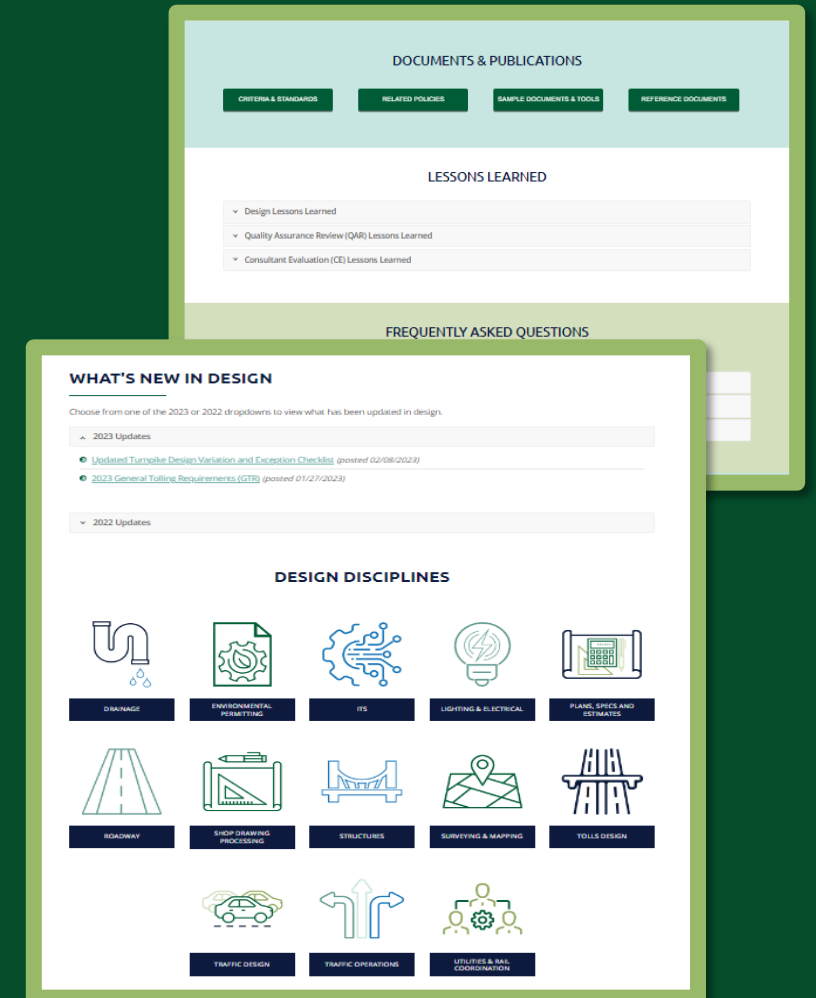 DOCUMENTS & PUBLICATIONS
CRITERIA & STANDARDS
RELATED POLICIES
SAMPLE DOCUMENTS & TOOLS
REFERENCE DOCUMENTS
LESSONS LEARNED
Design Lessons Learned
Quality Assurance Review (QAR) Lessons Learned
Consultant Evaluation (CE) Lessons Learned
FREQUENTLY ASKED QUESTIONS
WHAT'S NEW IN DESIGN
Choose from one of the 2023 or 2022 dropdowns to view what has been updated in design.
2023 Updates
Updated Turnpike Design Variation and Exception Checklist (posted 02/08/2023)
2023 General Tolling Requirements (GTR) (posted 01/27/2023)
2022 Updates
DESIGN DISCIPLINES
DRAINAGE
ENVIRONMENTAL
PERMITTING
ITS
LIGHTING & ELECTRICAL
PLANS, SPECS AND
ESTIMATES
ROADWAY
SHOP DRAWING
PROCESSING
STRUCTURES
SURVEYING & MAPPING
TOLLS DESIGN
TRAFFIC DESIGN
TRAFFIC OPERATIONS
UTILITIES & RAIL
COORDINATION